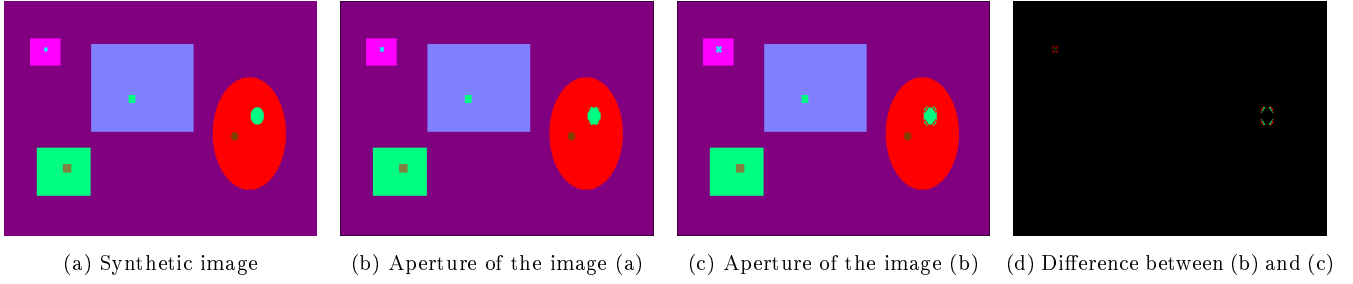 (a) Synthetic image
(b) Aperture of the image (a)
(c) Aperture of the image (b)
(d) Difference between (b) and (c)